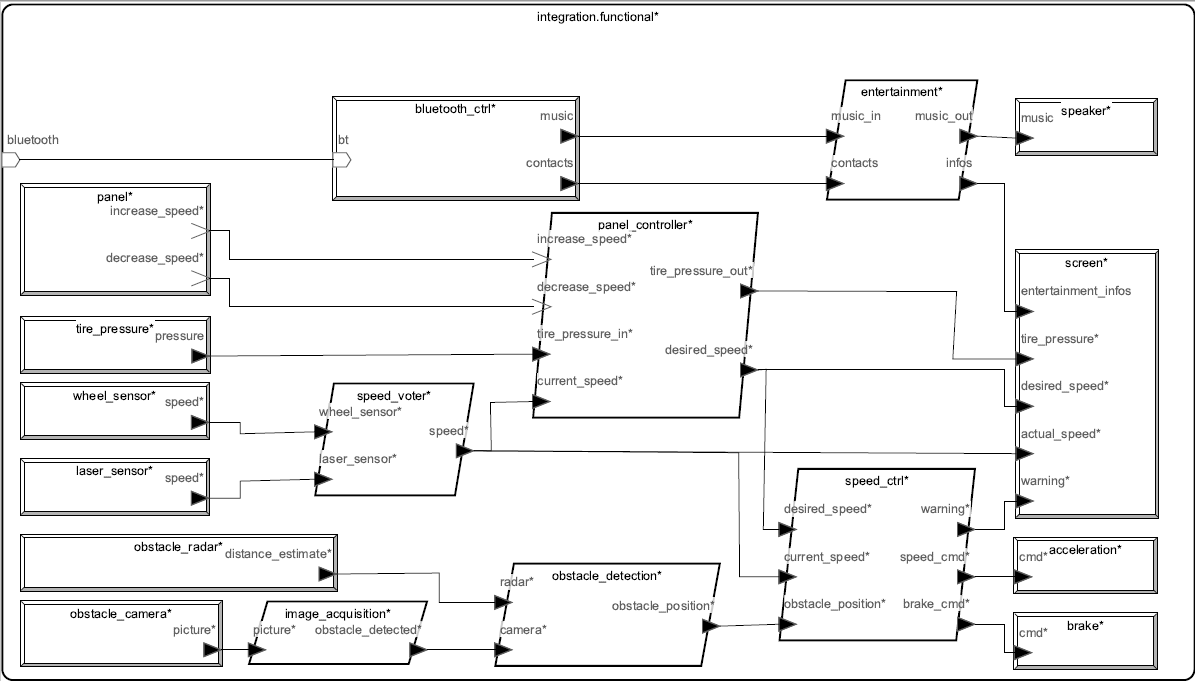 integration.functional*
bluetooth
bluetooth_ctrl*
bt
music
contacts
entertainment*
music_in
music_out
contacts
infos
speaker*
music
panel*
increase_speed*
decrease_speed*
panel_controller*
increase_speed*
decrease_speed*
tire_pressure_in*
current_speed*
tire_pressure_out*
desired_speed*
screen*
entertainment_infos
tire_pressure*
desired_speed*
actual_speed*
warning*
tire_pressure*
pressure
wheel_sensor*
speed*
laser_sensor*
speed*
speed_voter*
wheel_sensor*
laser_sensor*
speed*
speed_ctrl*
desired_speed*
current_speed*
obstacle_position*
warning*
speed_cmd*
brake_cmd*
acceleration*
cmd*
brake*
cmd*
obstacle_radar*
distance_estimate*
obstacle_camera*
picture*
image_acquisition*
picture*
obstacle_detected*
obstacle_detection*
radar*
camera*
obstacle_position*